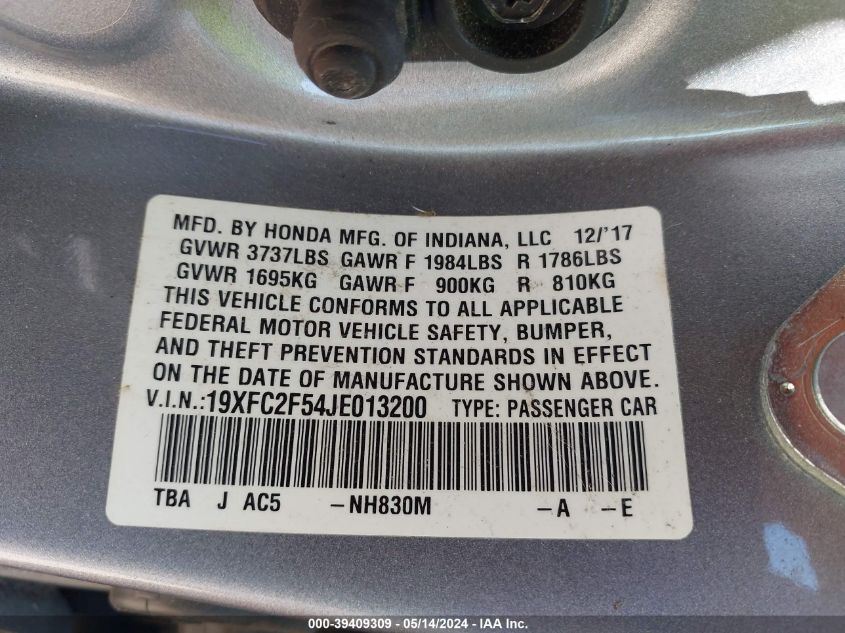 MFD. BY HONDA MFG. OF INDIANA, LLC 12/'17
GVWR 3737LBS GAWR F 1984LBS R 1786LBS
GVWR 1695KG GAWR F 900KG R 810KG
THIS VEHICLE CONFORMS TO ALL APPLICABLE
FEDERAL MOTOR VEHICLE SAFETY, BUMPER,
AND THEFT PREVENTION STANDARDS IN EFFECT
ON THE DATE OF MANUFACTURE SHOWN ABOVE.
V.I.N.:19XFC2F54JE013200 TYPE: PASSENGER CAR
TBA J AC5 -NH830M -A -E
000-39409309 - 05/14/2024 - IAA Inc.